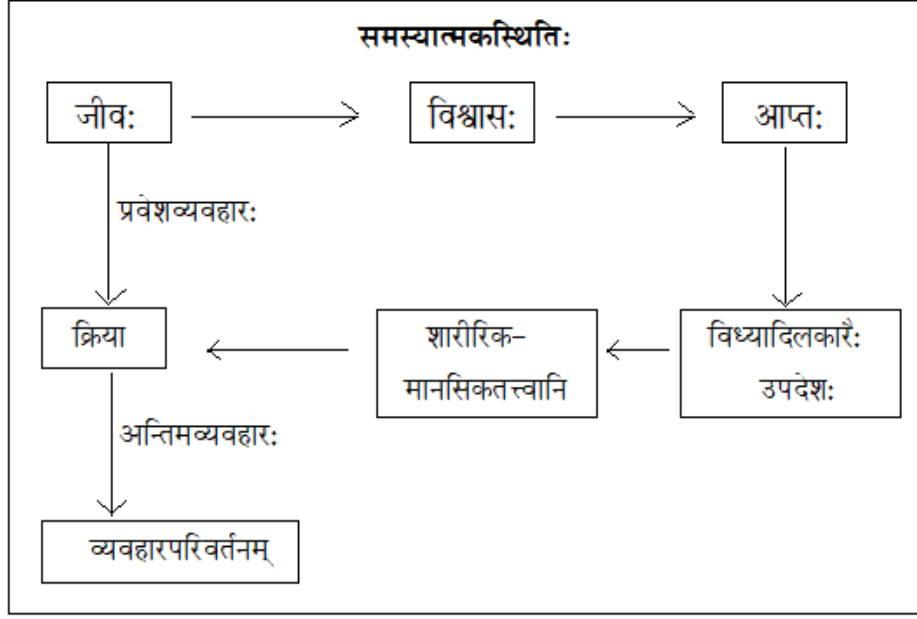 समस्यात्मकस्थितिः
जीव:
विश्वास:
आप्त:
प्रवेशव्यवहार:
क्रिया
शारीरिक-
मानसिकतत्त्वानि
विध्यादिलकारै:
उपदेश:
अन्तिमव्यवहार:
व्यवहारपरिवर्तनम्